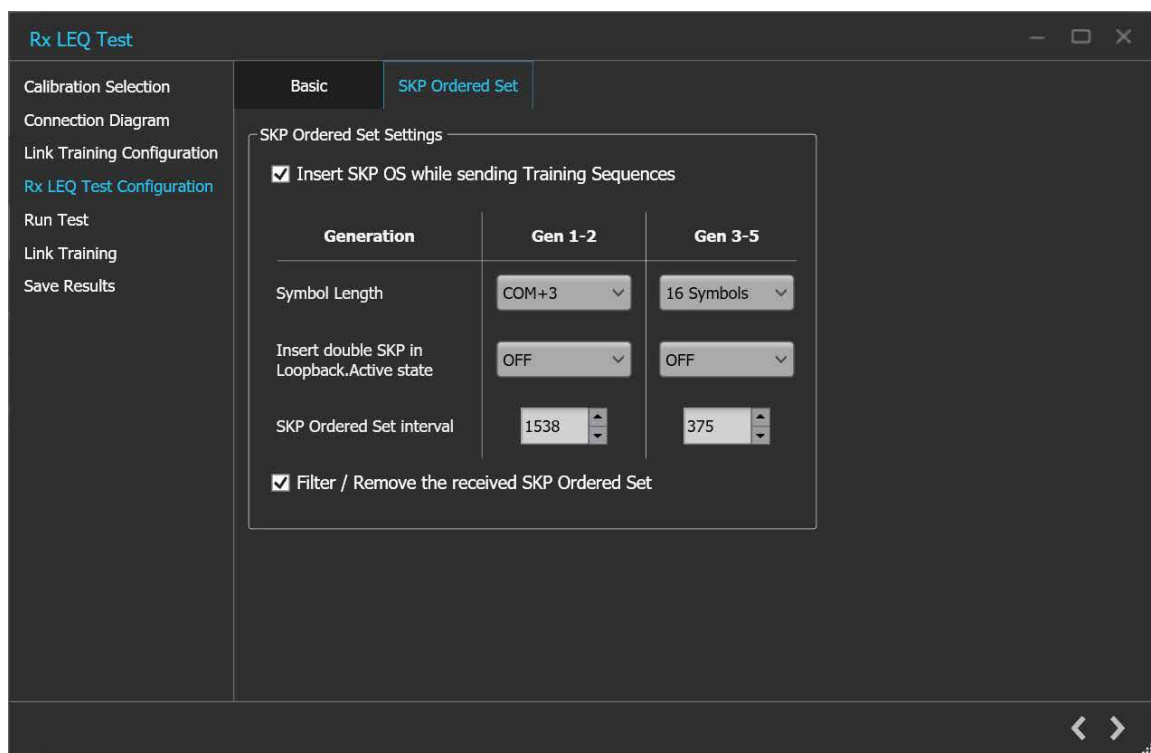 Rx LEQ Test
Calibration Selection
Connection Diagram
Link Training Configuration
Rx LEQ Test Configuration
Run Test
Link Training
Save Results
Basic
SKP Ordered Set
SKP Ordered Set Settings
Insert SKP OS while sending Training Sequences
Generation
Gen 1-2
Gen 3-5
Symbol Length
COM+3
16 Symbols
Insert double SKP in
Loopback.Active state
OFF
OFF
SKP Ordered Set interval
1538
375
Filter / Remove the received SKP Ordered Set